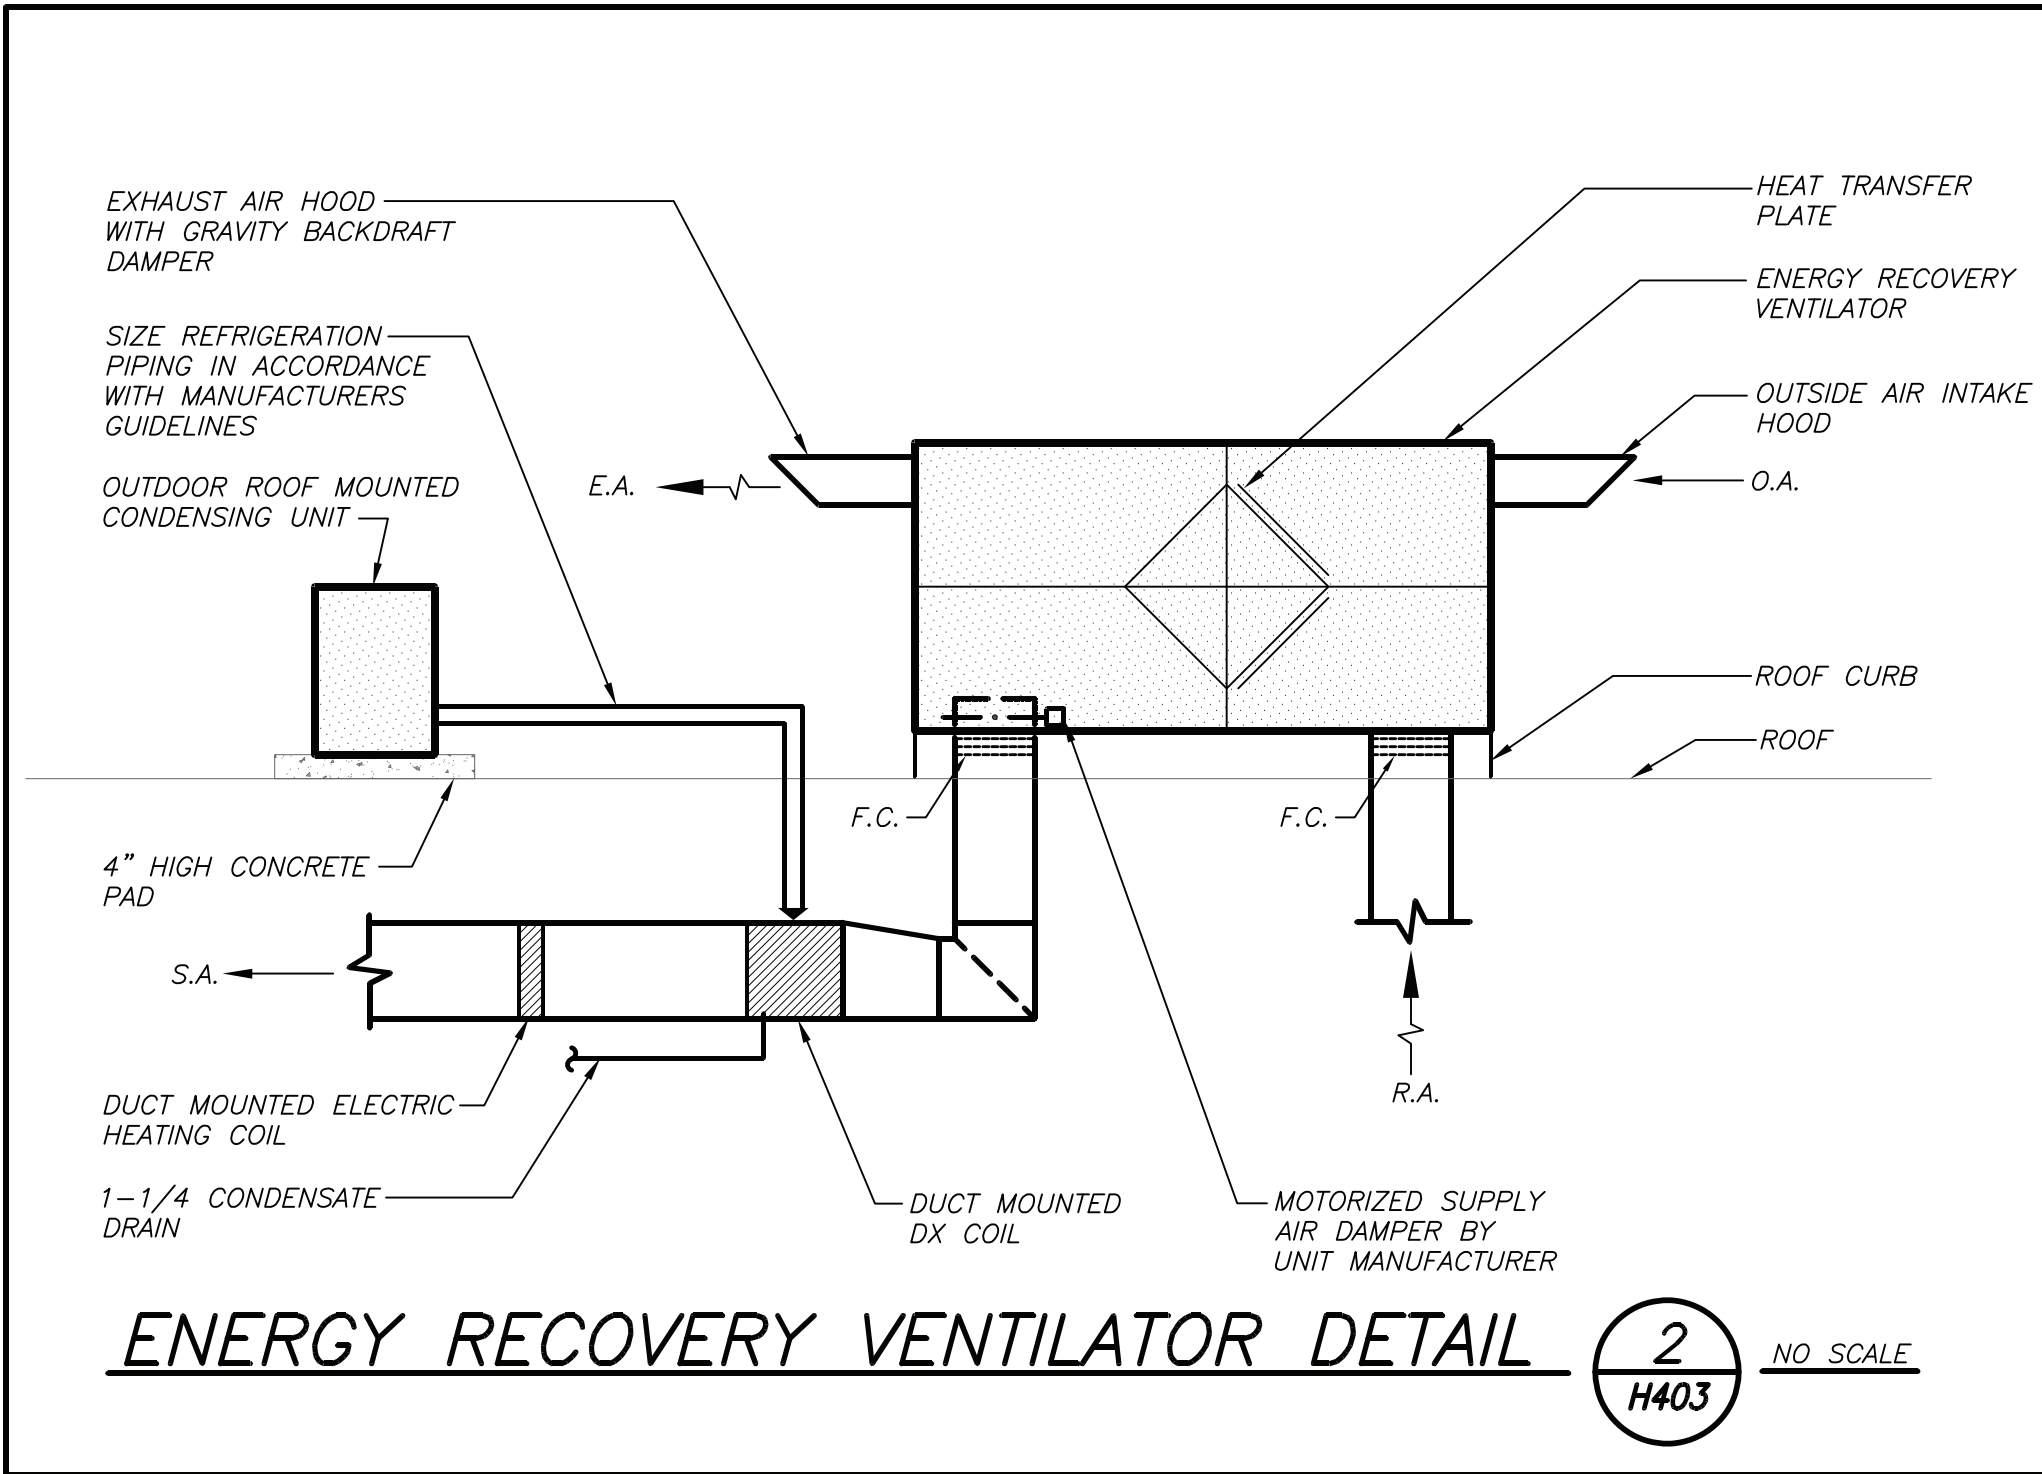 EXHAUST AIR HOOD
WITH GRAVITY BACKDRAFT
DAMPER
SIZE REFRIGERATION
PIPING IN ACCORDANCE
WITH MANUFACTURERS
GUIDELINES
OUTDOOR ROOF MOUNTED
CONDENSING UNIT
E.A.
HEAT TRANSFER
PLATE
ENERGY RECOVERY
VENTILATOR
OUTSIDE AIR INTAKE
HOOD
O.A.
ROOF CURB
ROOF
F.C.
F.C.
4" HIGH CONCRETE
PAD
S.A.
R.A.
DUCT MOUNTED ELECTRIC
HEATING COIL
1-1/4 CONDENSATE
DRAIN
DUCT MOUNTED
DX COIL
MOTORIZED SUPPLY
AIR DAMPER BY
UNIT MANUFACTURER
ENERGY RECOVERY VENTILATOR DETAIL
2
H403
NO SCALE